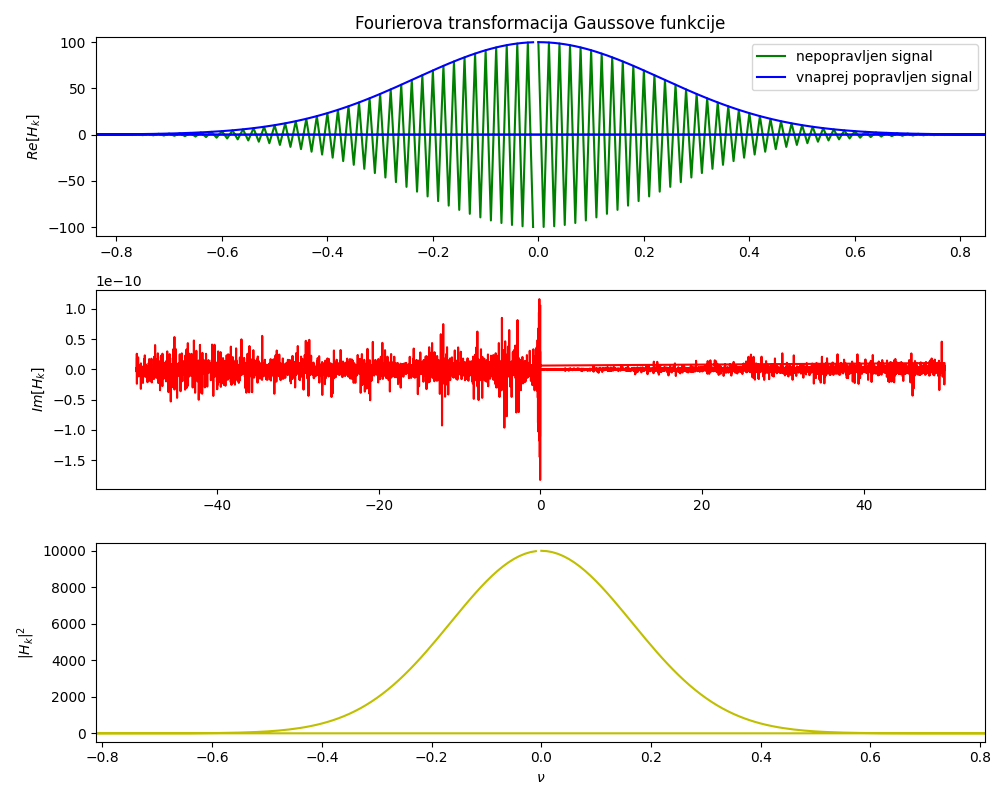 Fourierova transformacija Gaussove funkcije
100
50
0
−50
−100
Re[H_k]
nepopravljen signal
vnaprej popravljen signal
−0.8 −0.6 −0.4 −0.2 0.0 0.2 0.4 0.6 0.8
1e−10
1.0
0.5
0.0
−0.5
−1.0
−1.5
Im[H_k]
−40 −20 0 20 40
10000
8000
6000
4000
2000
0
|H_k|²
−0.8 −0.6 −0.4 −0.2 0.0 0.2 0.4 0.6 0.8
ν